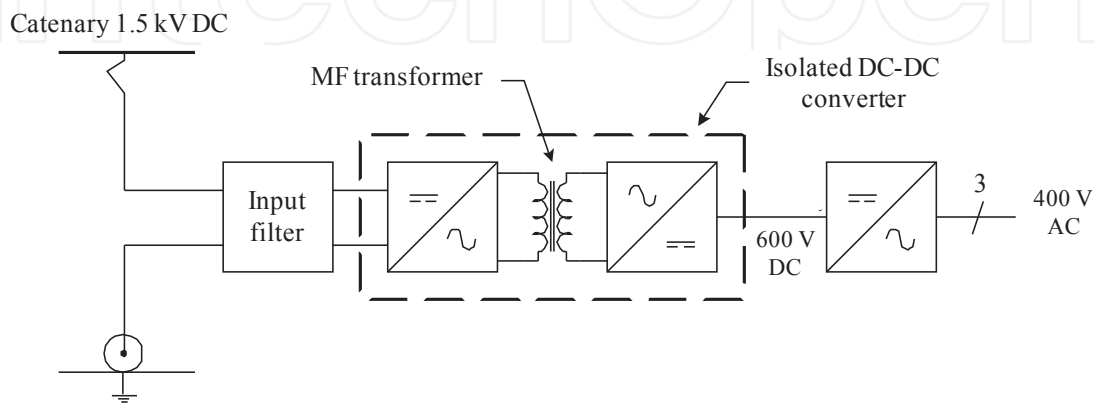 Catenary 1.5 kV DC
MF transformer
Isolated DC-DC
converter
Input
filter
600 V
DC
3
400 V
AC